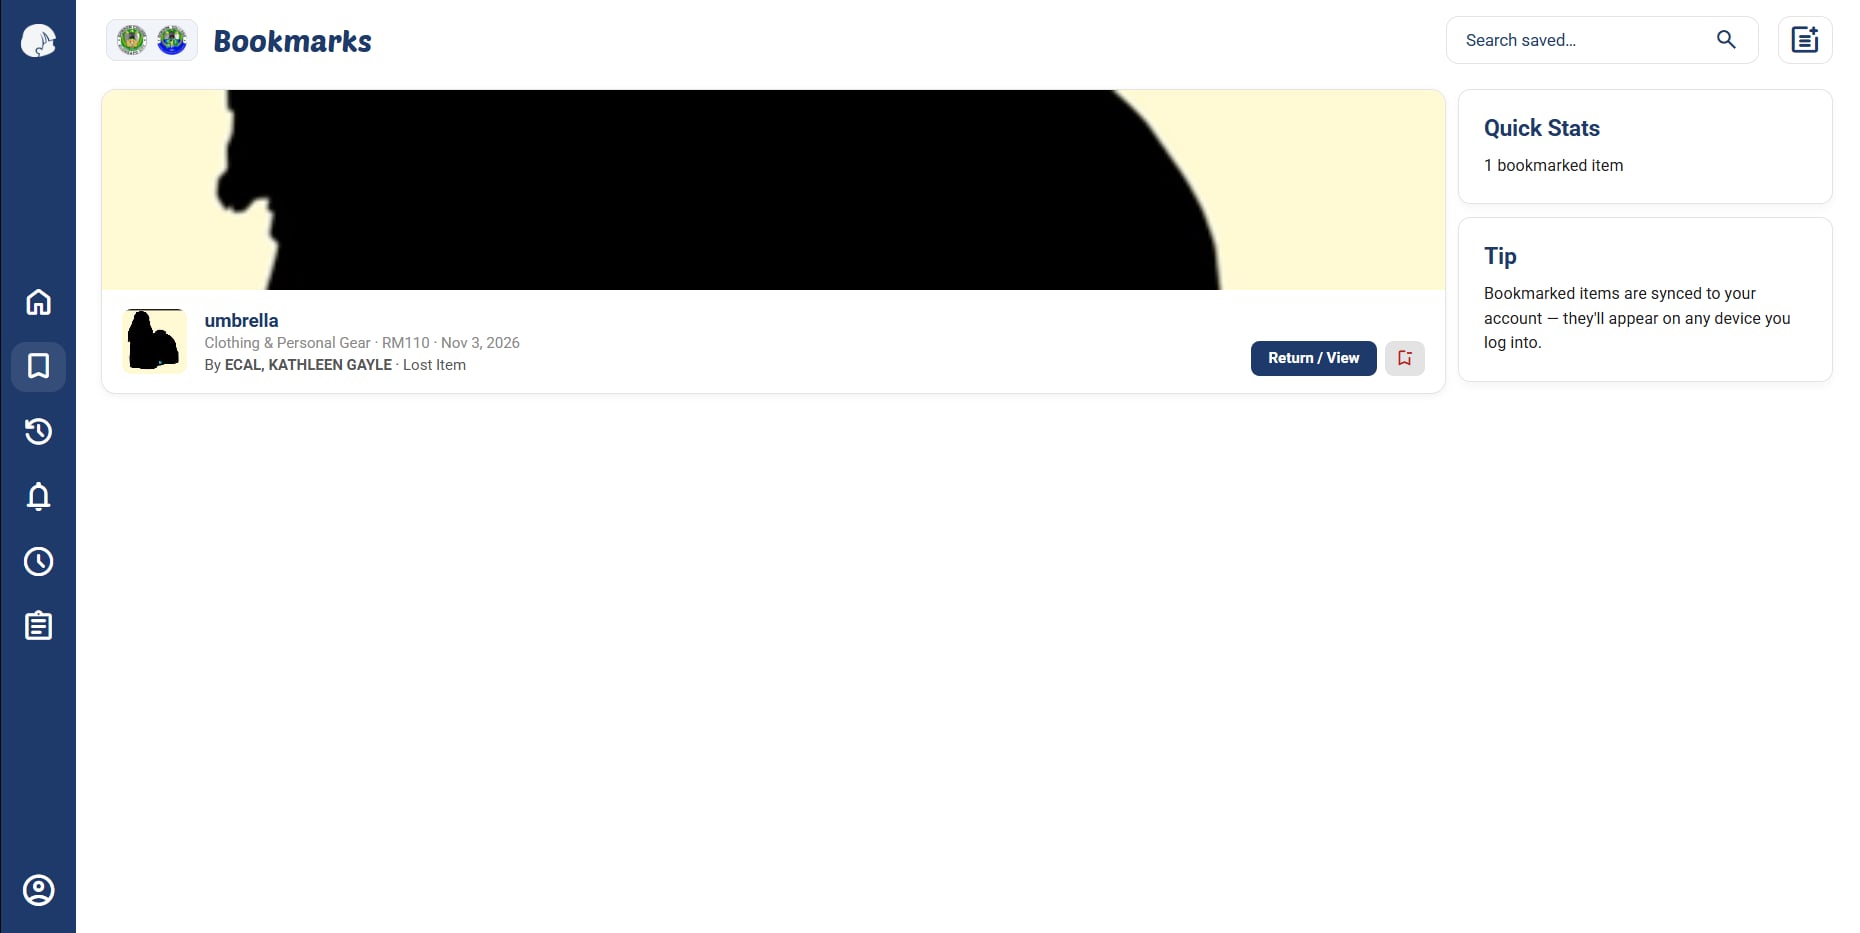 Bookmarks
Search saved...
umbrella
Clothing & Personal Gear · RM110 · Nov 3, 2026
By ECAL, KATHLEEN GAYLE · Lost Item
Return / View
Quick Stats
1 bookmarked item
Tip
Bookmarked items are synced to your
account — they'll appear on any device you
log into.